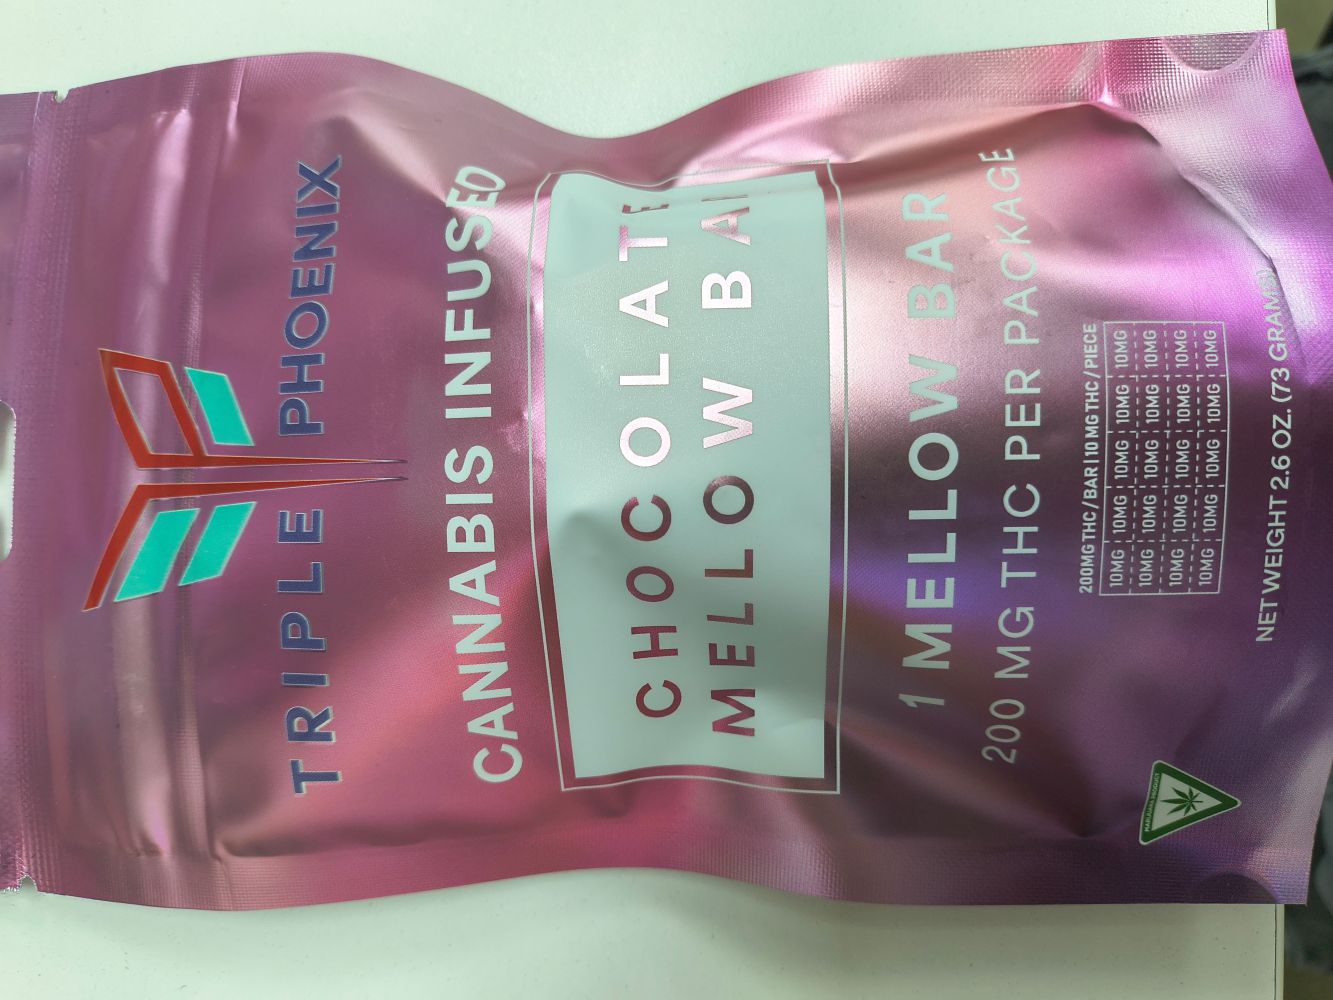 TRIPLE PHOENIX
CANNABIS INFUSED
CHOCOLATE
MELLOW BAR
1 MELLOW BAR
200 MG THC PER PACKAGE
200MG THC / BAR | 10 MG THC / PIECE
10MG 10MG 10MG 10MG 10MG
10MG 10MG 10MG 10MG 10MG
10MG 10MG 10MG 10MG 10MG
10MG 10MG 10MG 10MG 10MG
MARIJUANA PRODUCT
NET WEIGHT 2.6 OZ. (73 GRAMS)